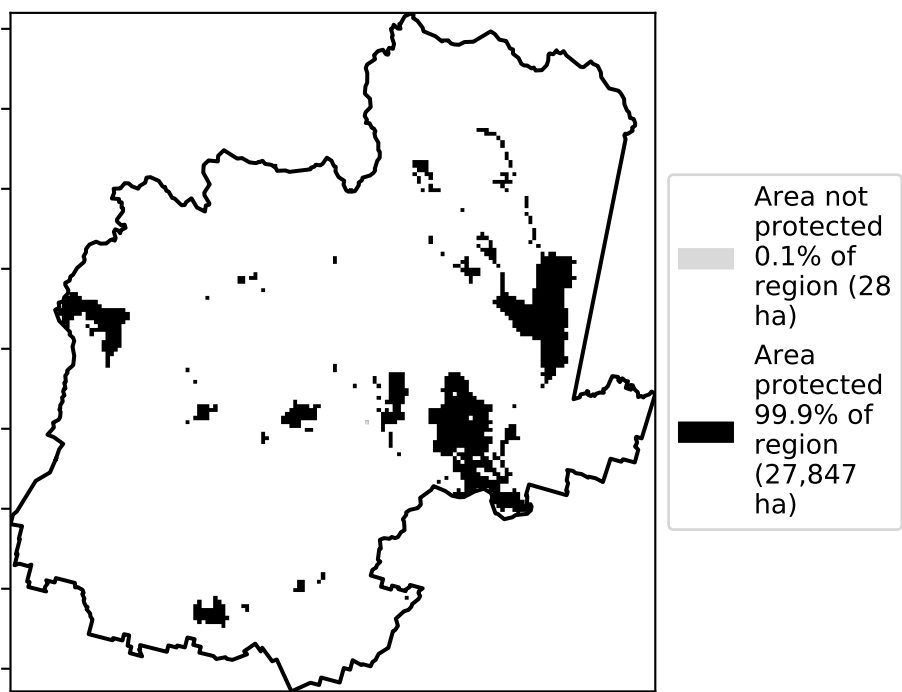 Area not
protected
0.1% of
region (28
ha)
Area
protected
99.9% of
region
(27,847
ha)